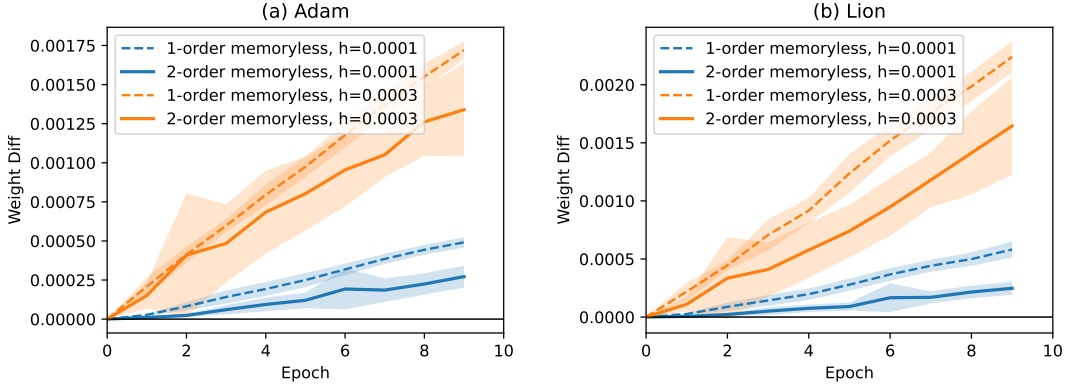 (a) Adam
0.00175
0.00150
0.00125
0.00100
0.00075
0.00050
0.00025
0.00000
Weight Diff
1-order memoryless, h=0.0001
2-order memoryless, h=0.0001
1-order memoryless, h=0.0003
2-order memoryless, h=0.0003
0 2 4 6 8 10
Epoch
(b) Lion
0.0020
0.0015
0.0010
0.0005
0.0000
Weight Diff
1-order memoryless, h=0.0001
2-order memoryless, h=0.0001
1-order memoryless, h=0.0003
2-order memoryless, h=0.0003
0 2 4 6 8 10
Epoch